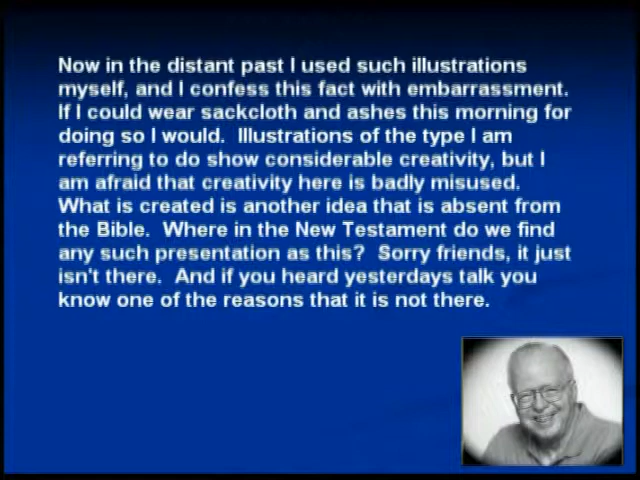 Now in the distant past I used such illustrations
myself, and I confess this fact with embarrassment.
If I could wear sackcloth and ashes this morning for
doing so I would.  Illustrations of the type I am
referring to do show considerable creativity, but I
am afraid that creativity here is badly misused.
What is created is another idea that is absent from
the Bible.  Where in the New Testament do we find
any such presentation as this?  Sorry friends, it just
isn't there.  And if you heard yesterdays talk you
know one of the reasons that it is not there.